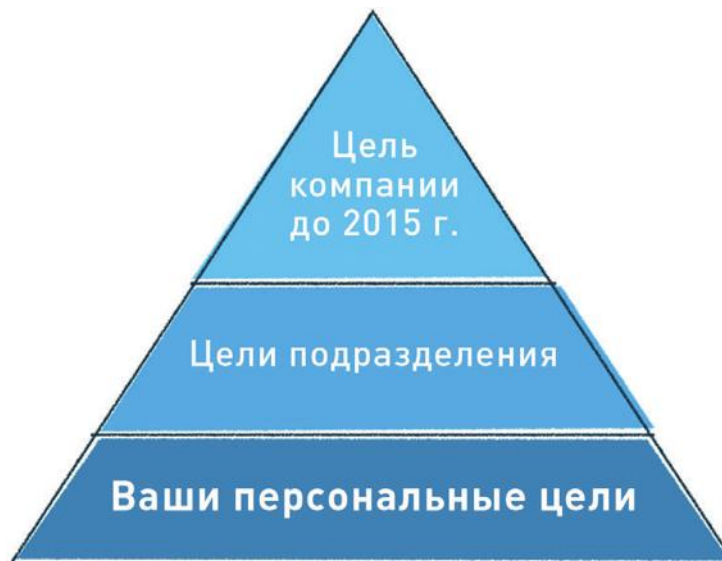 Цель
компании
до 2015 г.
Цели подразделения
Ваши персональные цели